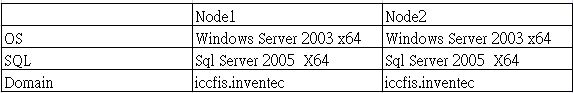 Node1 Node2
OS Windows Server 2003 x64 Windows Server 2003 x64
SQL Sql Server 2005  X64 Sql Server 2005  X64
Domain iccfis.inventec iccfis.inventec